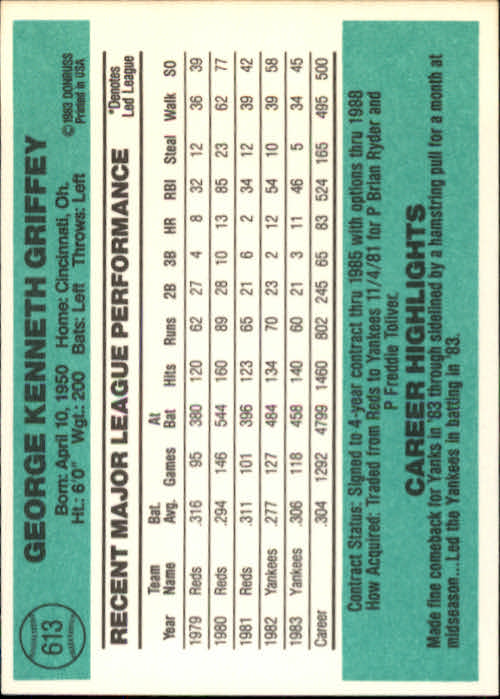 613
GEORGE KENNETH GRIFFEY
© 1983 DONRUSS
Printed in USA
Born: April 10, 1950 Home: Cincinnati, Oh.
Ht.: 6'0" Wgt.: 200 Bats: Left Throws: Left
RECENT MAJOR LEAGUE PERFORMANCE
*Denotes
Led League
Year Team Name Bat. Avg. Games At Bat Hits Runs 2B 3B HR RBI Steal Walk SO
1979 Reds .316 95 380 120 62 27 4 8 32 12 36 39
1980 Reds .294 146 544 160 89 28 10 13 85 23 62 77
1981 Reds .311 101 396 123 65 21 6 2 34 12 39 42
1982 Yankees .277 127 484 134 70 23 2 12 54 10 39 58
1983 Yankees .306 118 458 140 60 21 3 11 46 5 34 45
Career .304 1292 4799 1460 802 245 65 83 524 165 495 500
Contract Status: Signed to 4-year contract thru 1985 with options thru 1988
How Acquired: Traded from Reds to Yankees 11/4/81 for P Brian Ryder and
P Freddie Toliver.
CAREER HIGHLIGHTS
Made fine comeback for Yanks in '83 through sidelined by a hamstring pull for a month at
midseason...Led the Yankees in batting in '83.